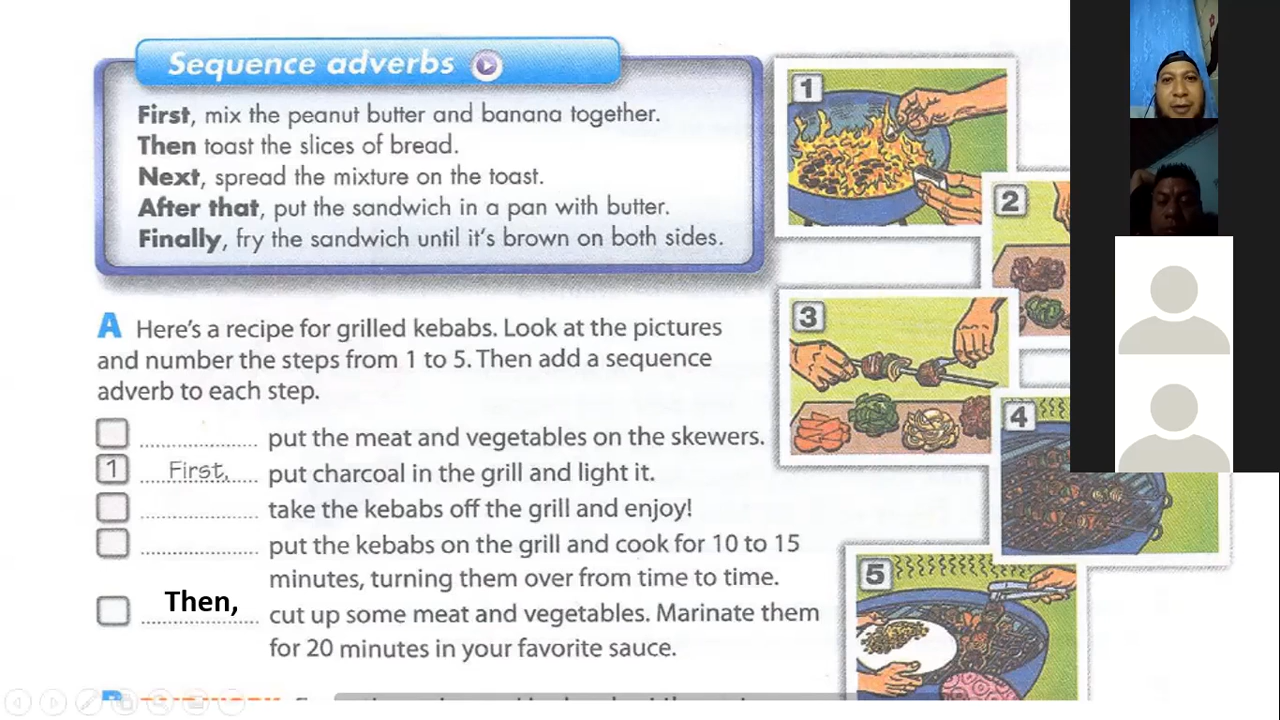 Sequence adverbs
First, mix the peanut butter and banana together.
Then toast the slices of bread.
Next, spread the mixture on the toast.
After that, put the sandwich in a pan with butter.
Finally, fry the sandwich until it's brown on both sides.
A Here's a recipe for grilled kebabs. Look at the pictures
and number the steps from 1 to 5. Then add a sequence
adverb to each step.
put the meat and vegetables on the skewers.
1 First, put charcoal in the grill and light it.
take the kebabs off the grill and enjoy!
put the kebabs on the grill and cook for 10 to 15
minutes, turning them over from time to time.
Then, cut up some meat and vegetables. Marinate them
for 20 minutes in your favorite sauce.
1
2
3
4
5